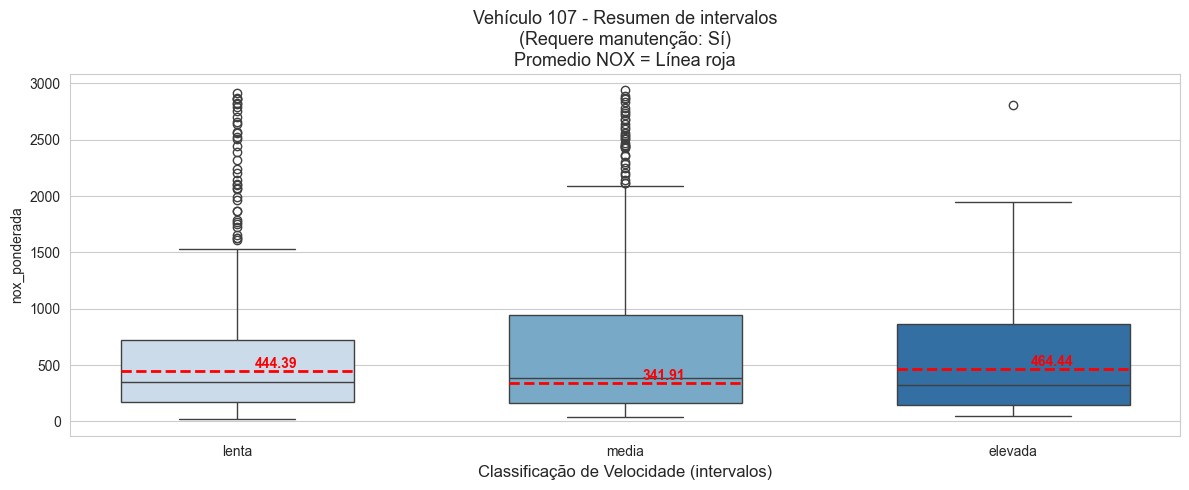 Vehículo 107 - Resumen de intervalos
(Requere manutenção: Sí)
Promedio NOX = Línea roja
nox_ponderada
3000
2500
2000
1500
1000
500
0
444.39
341.91
464.44
lenta
media
elevada
Classificação de Velocidade (intervalos)